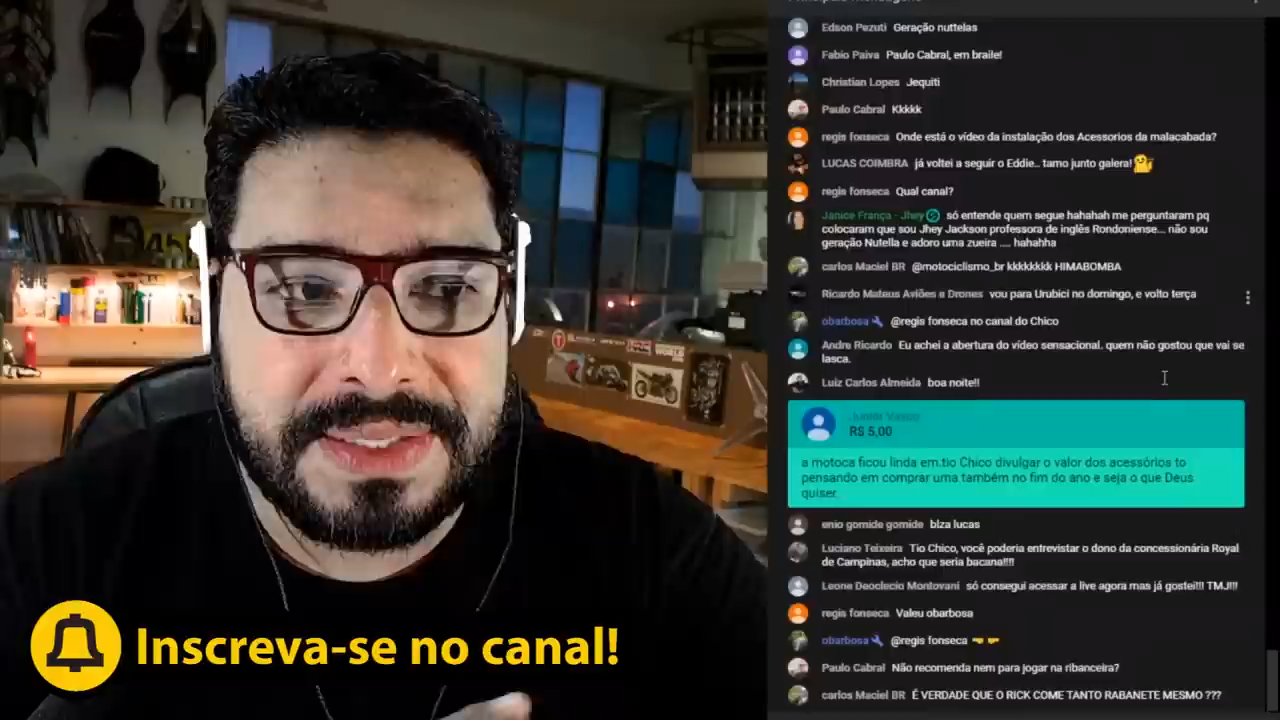 Edson Pezuti Geração nuttelas
Fabio Paiva Paulo Cabral, em braile!
Christian Lopes Jequiti
Paulo Cabral Kkkkk
regis fonseca Onde está o vídeo da instalação dos Acessorios da malacabada?
LUCAS COIMBRA já voltei a seguir o Eddie.. tamo junto galera!
regis fonseca Qual canal?
Janice França - Jhey só entende quem segue hahahah me perguntaram pq
colocaram que sou Jhey Jackson professora de inglês Rondoniense... não sou
geração Nutella e adoro uma zueira .... hahahha
carlos Maciel BR @motociclismo_br kkkkkkkk HIMABOMBA
Ricardo Mateus Aviões e Drones vou para Urubici no domingo, e volto terça
obarbosa @regis fonseca no canal do Chico
Andre Ricardo Eu achei a abertura do vídeo sensacional. quem não gostou que vai se
lasca.
Luiz Carlos Almeida boa noite!!
Junior
R$ 5,00
a motoca ficou linda em.tio Chico divulgar o valor dos acessórios to
pensando em comprar uma também no fim do ano e seja o que Deus
quiser.
enio gomide gomide blza lucas
Luciano Teixeira Tio Chico, você poderia entrevistar o dono da concessionária Royal
de Campinas, acho que seria bacana!!!!
Leone Deoclecio Montovani só consegui acessar a live agora mas já gostei!!! TMJ!!!
regis fonseca Valeu obarbosa
obarbosa @regis fonseca
Paulo Cabral Não recomenda nem para jogar na ribanceira?
carlos Maciel BR É VERDADE QUE O RICK COME TANTO RABANETE MESMO ???
Inscreva-se no canal!